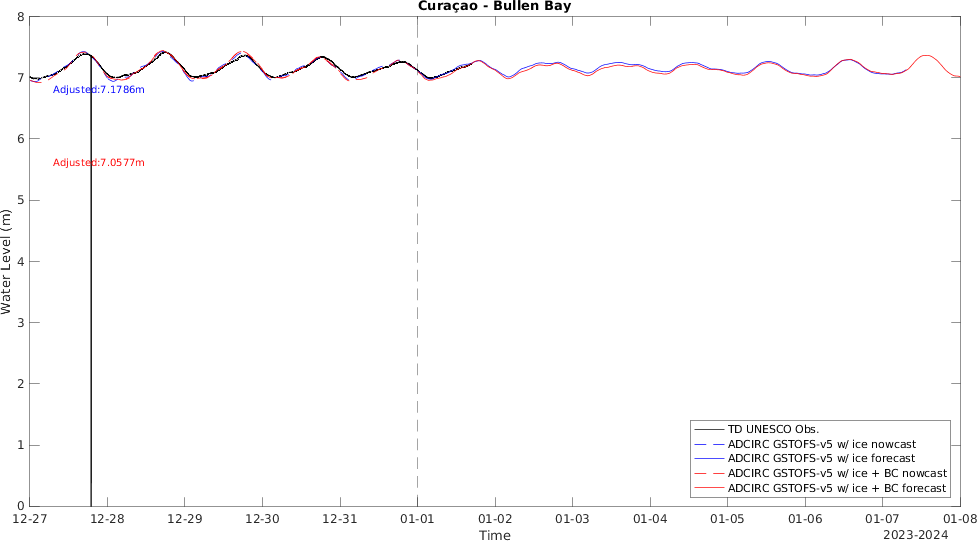 Curaçao - Bullen Bay
8
7
6
5
4
3
2
1
0
Water Level (m)
Adjusted:7.1786m
Adjusted:7.0577m
TD UNESCO Obs.
ADCIRC GSTOFS-v5 w/ ice nowcast
ADCIRC GSTOFS-v5 w/ ice forecast
ADCIRC GSTOFS-v5 w/ ice + BC nowcast
ADCIRC GSTOFS-v5 w/ ice + BC forecast
12-27 12-28 12-29 12-30 12-31 01-01 01-02 01-03 01-04 01-05 01-06 01-07 01-08
Time
2023-2024